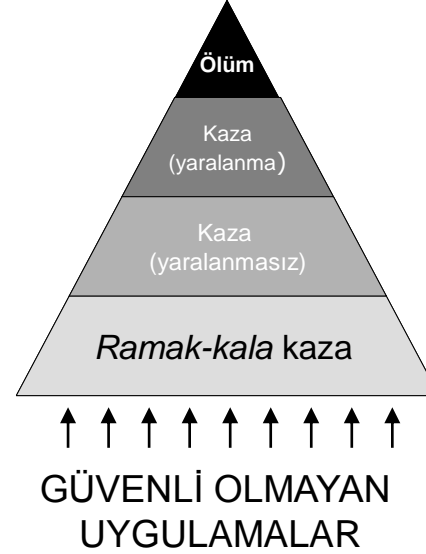 Ölüm
Kaza
(yaralanma)
Kaza
(yaralanmasız)
Ramak-kala kaza
GÜVENLİ OLMAYAN
UYGULAMALAR